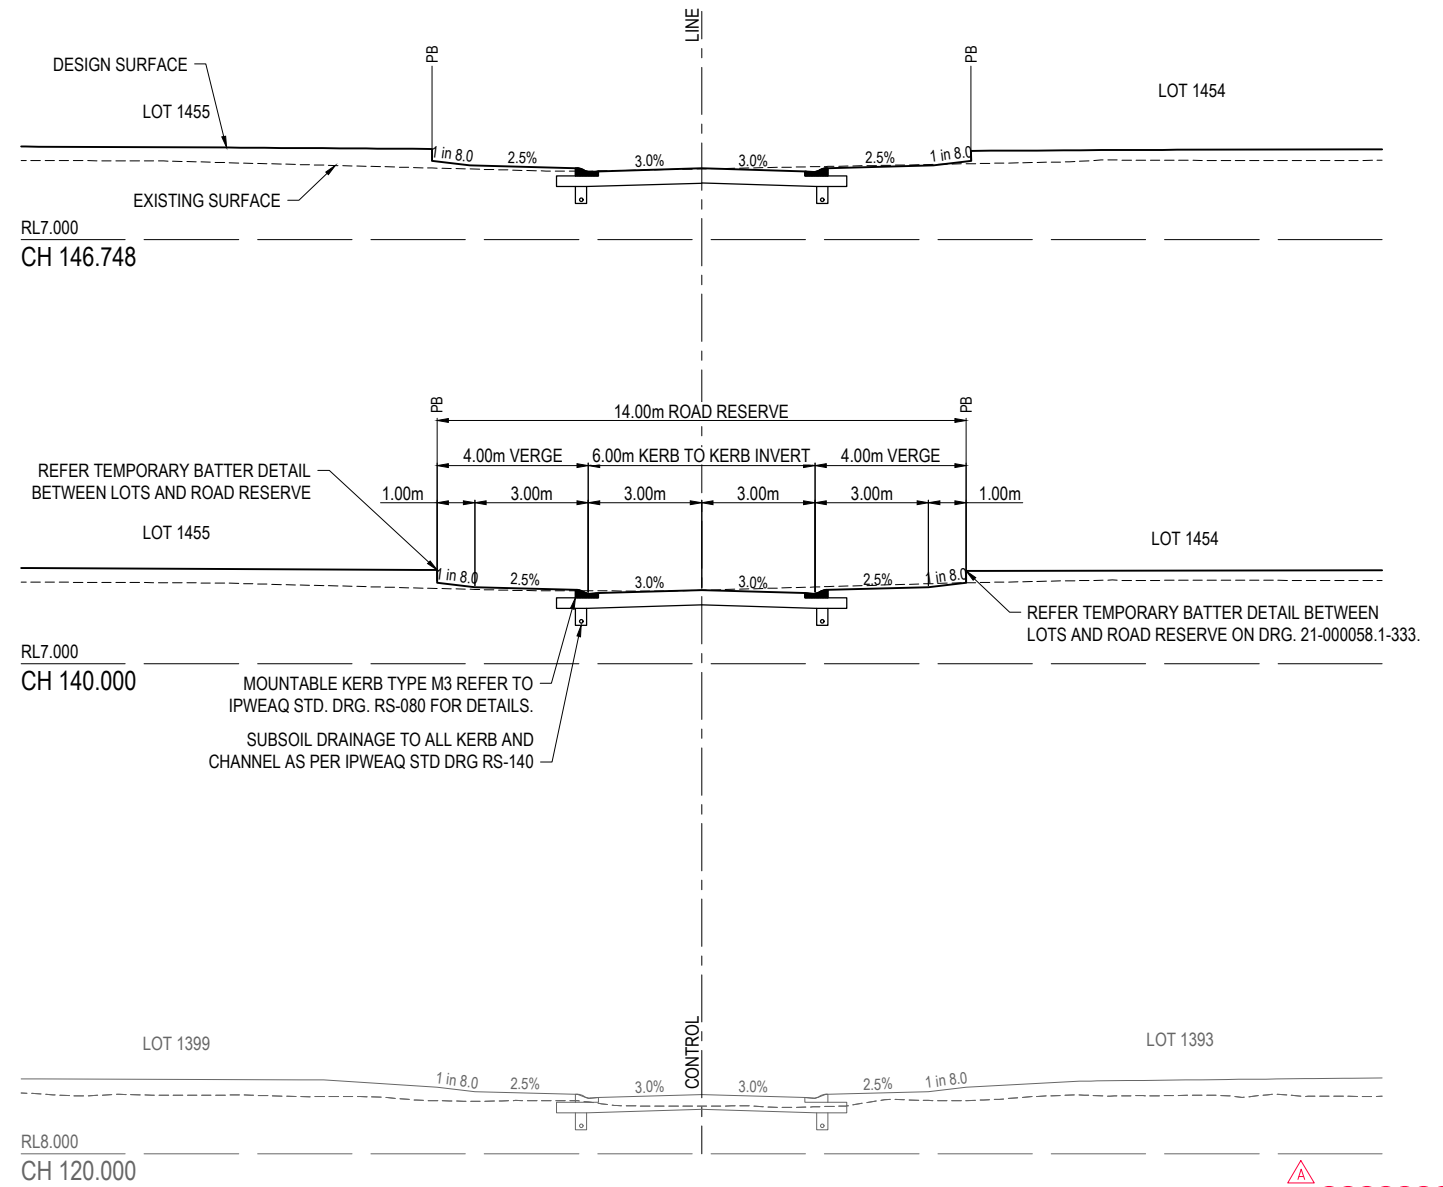 LINE
PB
PB
DESIGN SURFACE
LOT 1455
LOT 1454
1 in 8.0
2.5%
3.0%
3.0%
2.5%
1 in 8.0
EXISTING SURFACE
RL7.000
CH 146.748
PB
PB
14.00m ROAD RESERVE
4.00m VERGE
6.00m KERB TO KERB INVERT
4.00m VERGE
REFER TEMPORARY BATTER DETAIL
BETWEEN LOTS AND ROAD RESERVE
1.00m
3.00m
3.00m
3.00m
3.00m
1.00m
LOT 1455
LOT 1454
1 in 8.0
2.5%
3.0%
3.0%
2.5%
1 in 8.0
REFER TEMPORARY BATTER DETAIL BETWEEN
LOTS AND ROAD RESERVE ON DRG. 21-000058.1-333.
RL7.000
CH 140.000
MOUNTABLE KERB TYPE M3 REFER TO
IPWEAQ STD. DRG. RS-080 FOR DETAILS.
SUBSOIL DRAINAGE TO ALL KERB AND
CHANNEL AS PER IPWEAQ STD DRG RS-140
CONTROL
LOT 1399
LOT 1393
1 in 8.0
2.5%
3.0%
3.0%
2.5%
1 in 8.0
RL8.000
CH 120.000
A